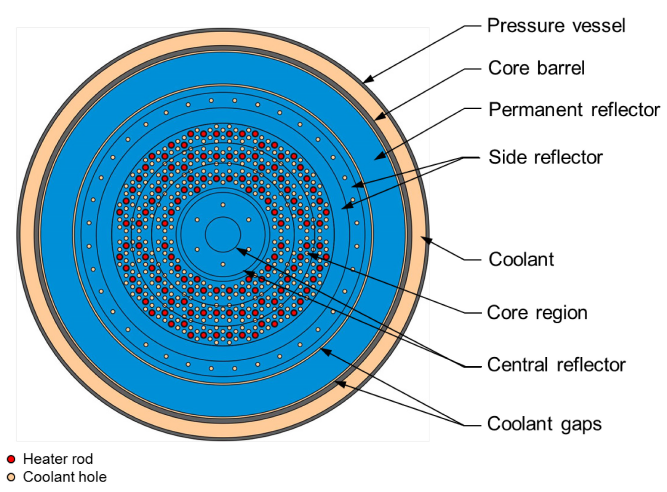 Pressure vessel
Core barrel
Permanent reflector
Side reflector
Coolant
Core region
Central reflector
Coolant gaps
Heater rod
Coolant hole